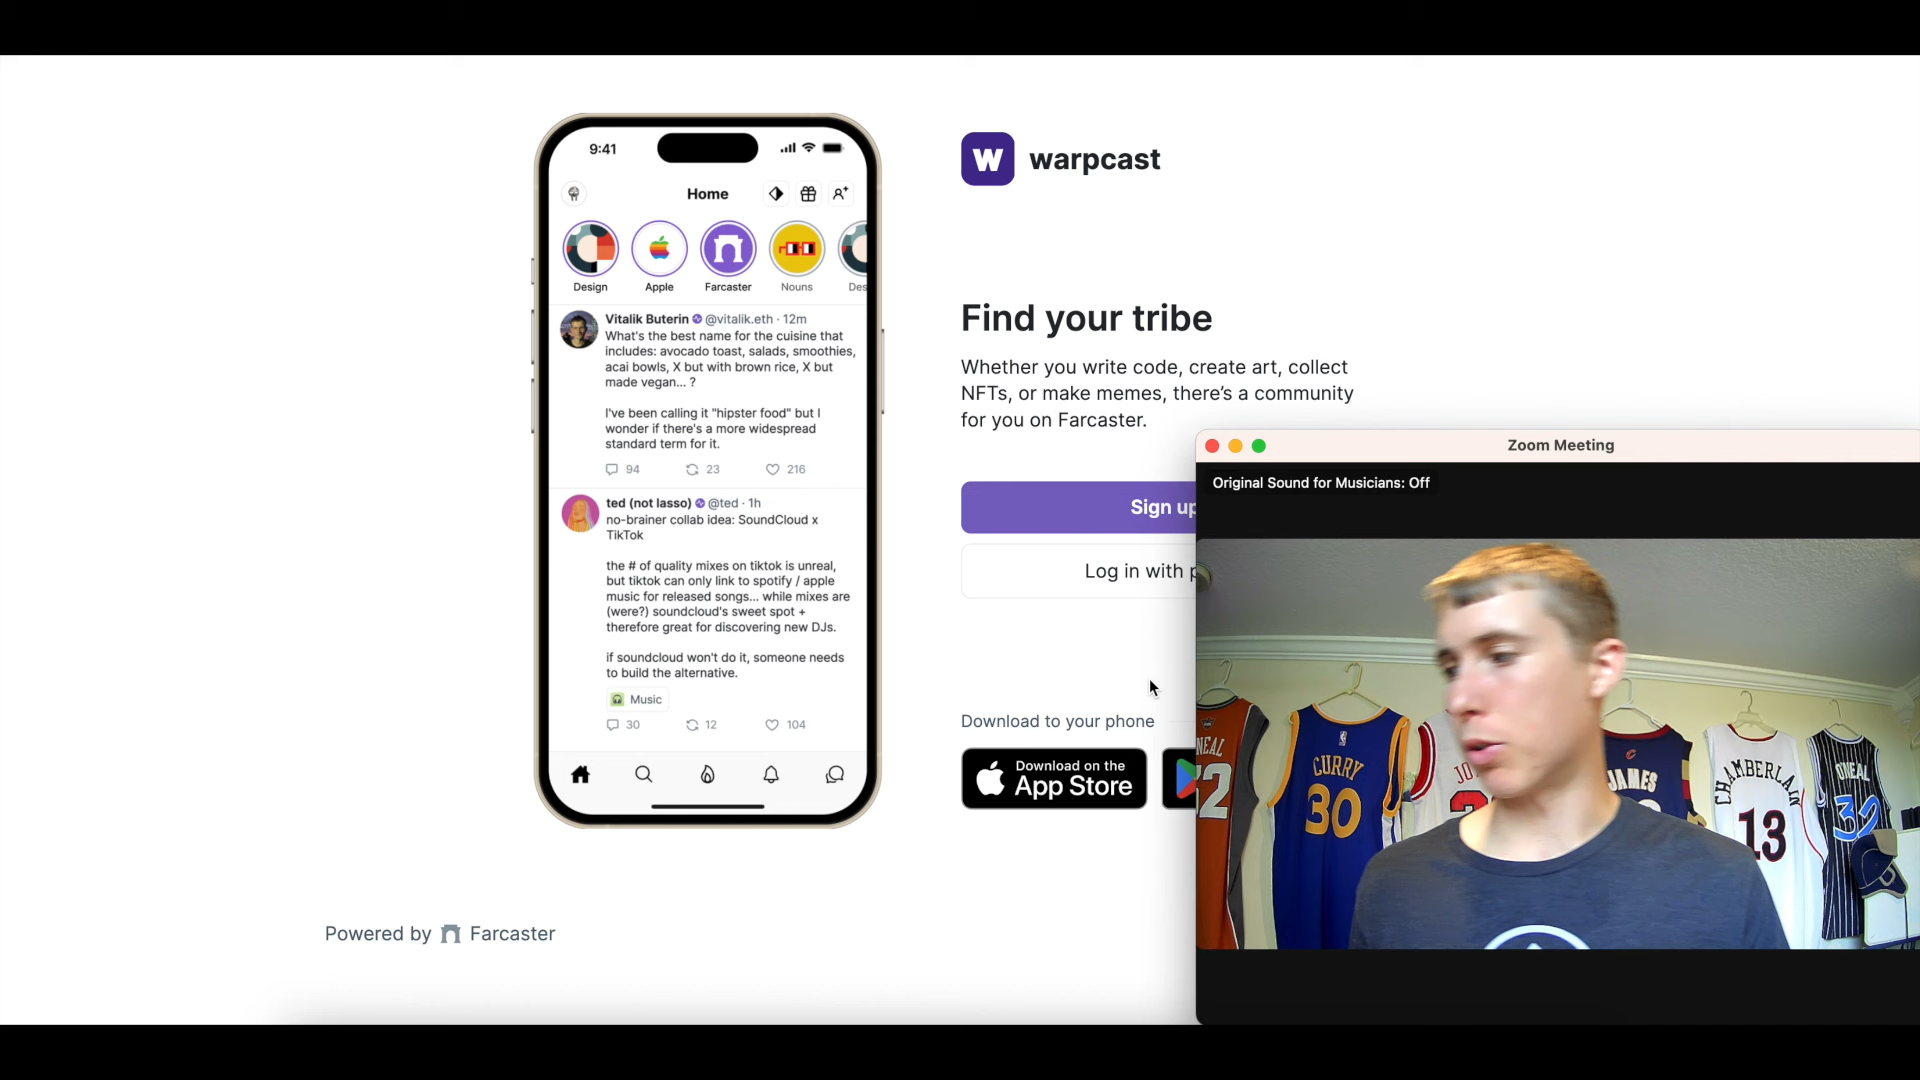 9:41
Home
Design
Apple
Farcaster
Nouns
Des
Vitalik Buterin @vitalik.eth · 12m
What's the best name for the cuisine that
includes: avocado toast, salads, smoothies,
acai bowls, X but with brown rice, X but
made vegan... ?
I've been calling it "hipster food" but I
wonder if there's a more widespread
standard term for it.
94
23
216
ted (not lasso) @ted · 1h
no-brainer collab idea: SoundCloud x
TikTok
the # of quality mixes on tiktok is unreal,
but tiktok can only link to spotify / apple
music for released songs... while mixes are
(were?) soundcloud's sweet spot +
therefore great for discovering new DJs.
if soundcloud won't do it, someone needs
to build the alternative.
Music
30
12
104
Powered by Farcaster
W warpcast
Find your tribe
Whether you write code, create art, collect
NFTs, or make memes, there's a community
for you on Farcaster.
Sign up
Log in with p
Download to your phone
Download on the
App Store
Zoom Meeting
Original Sound for Musicians: Off
NEAL
2
CURRY
30
JO
JAMES
CHAMBERLAIN
13
ONEAL
32